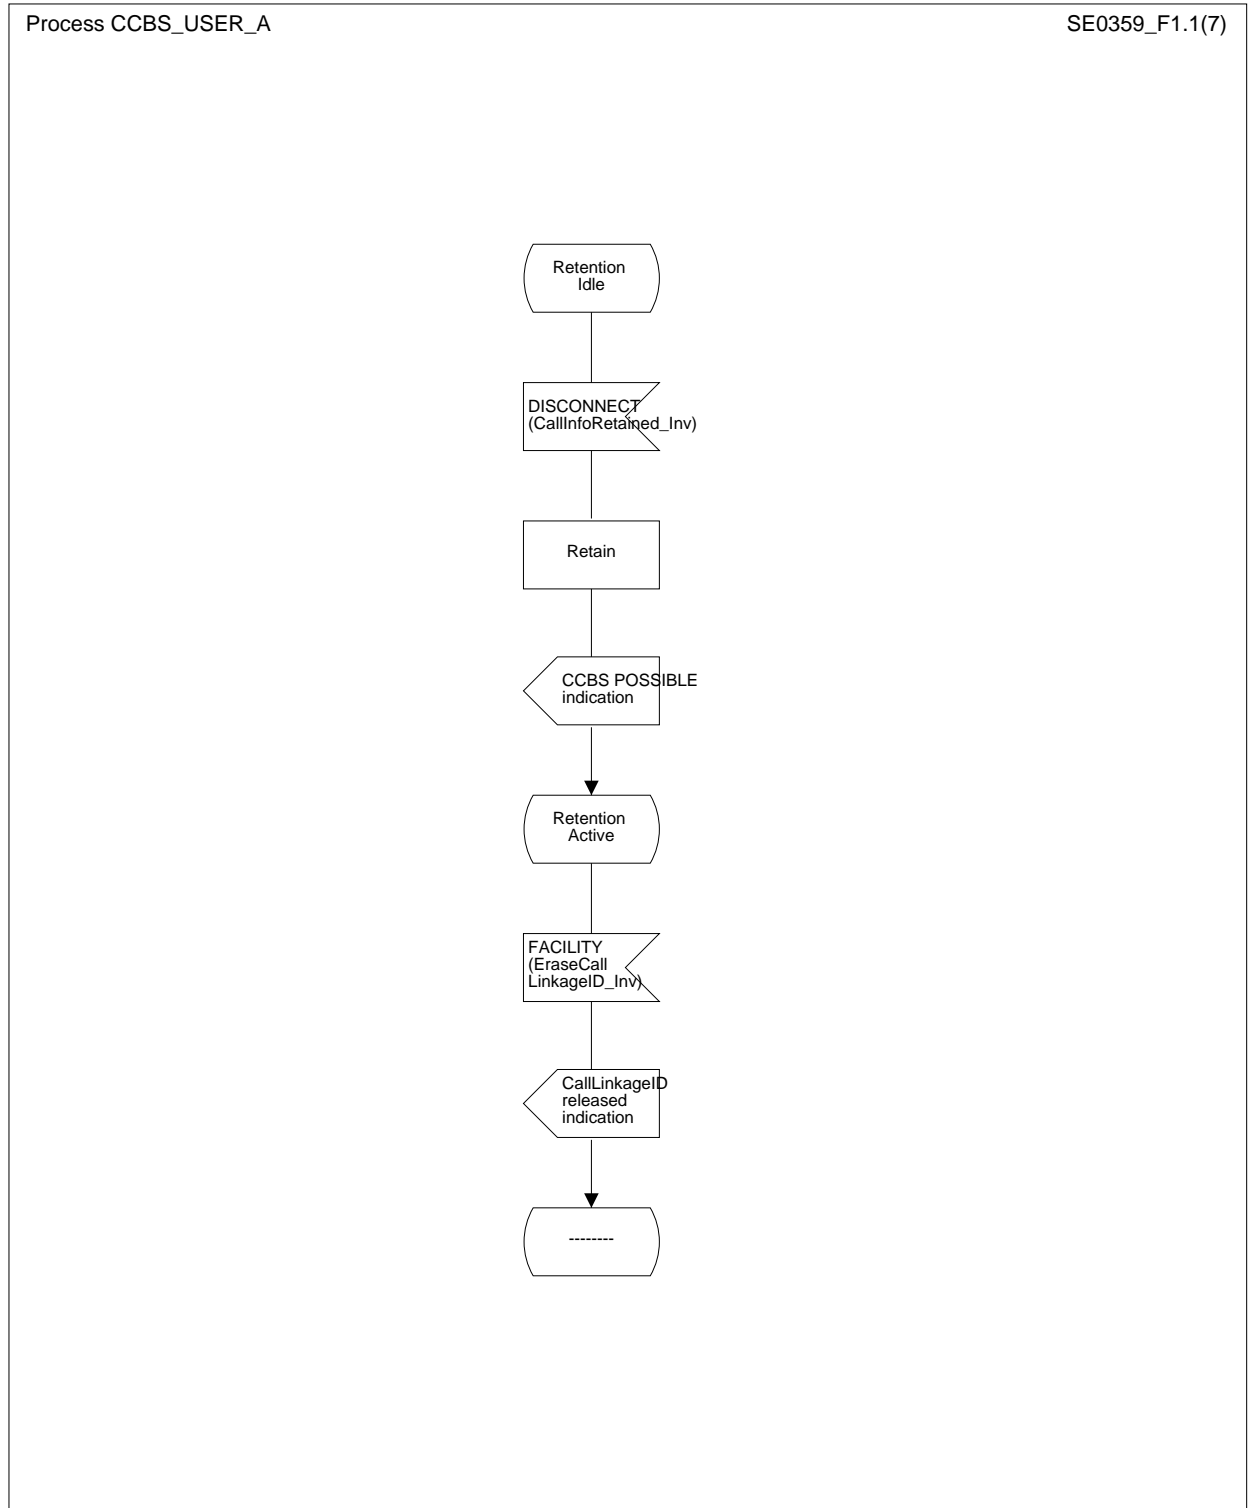 Process CCBS_USER_A
SE0359_F1.1(7)
Retention
Idle
DISCONNECT
(CallInfoRetained_Inv)
Retain
CCBS POSSIBLE
indication
Retention
Active
FACILITY
(EraseCall
LinkageID_Inv)
CallLinkageID
released
indication
--------